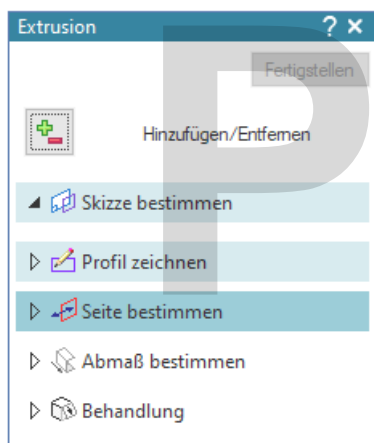 Extrusion ? ×
Fertigstellen
Hinzufügen/Entfernen
Skizze bestimmen
Profil zeichnen
Seite bestimmen
Abmaß bestimmen
Behandlung
P